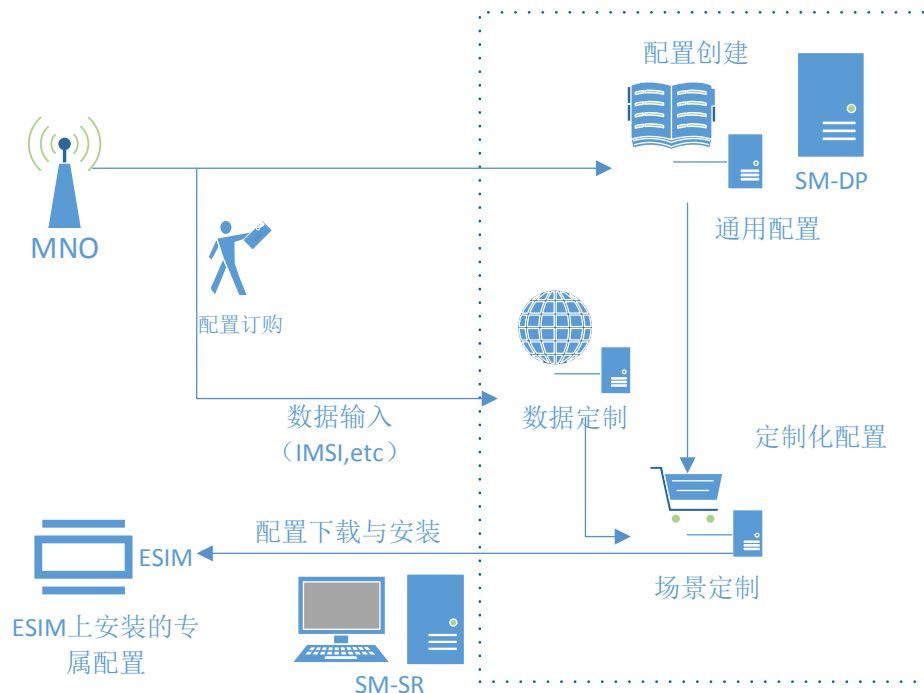 配置创建
MNO
SM-DP
通用配置
配置订购
数据输入
（IMSI,etc）
数据定制
定制化配置
配置下载与安装
ESIM
场景定制
ESIM上安装的专
属配置
SM-SR